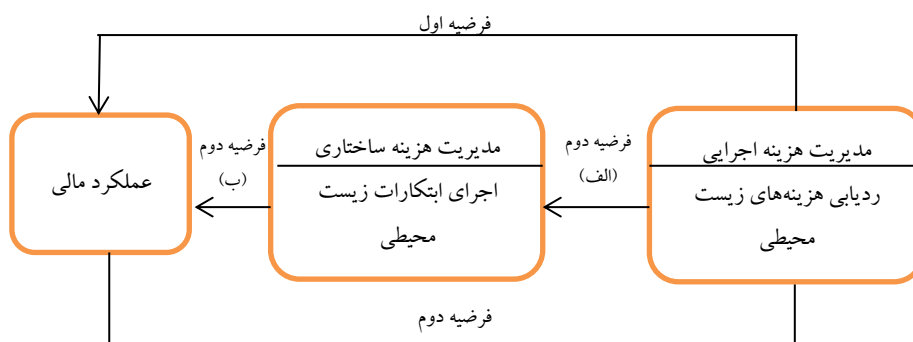 فرضیه اول
مدیریت هزینه اجرایی
ردیابی هزینه‌های زیست
محیطی
فرضیه دوم
(الف)
مدیریت هزینه ساختاری
اجرای ابتکارات زیست
محیطی
فرضیه دوم
(ب)
عملکرد مالی
فرضیه دوم